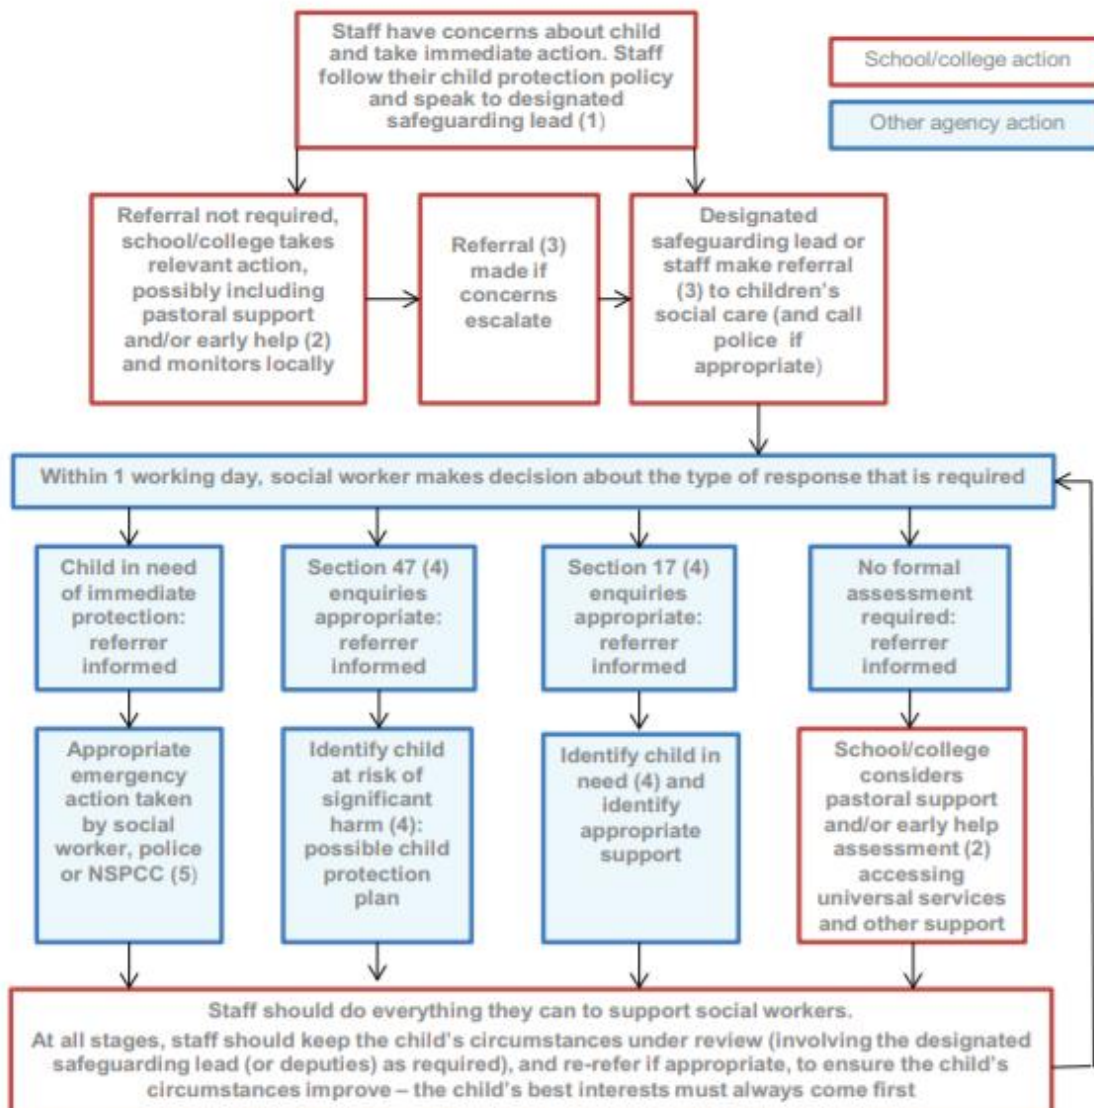 Staff have concerns about child
and take immediate action. Staff
follow their child protection policy
and speak to designated
safeguarding lead (1)
School/college action
Other agency action
Referral not required,
school/college takes
relevant action,
possibly including
pastoral support
and/or early help (2)
and monitors locally
Referral (3)
made if
concerns
escalate
Designated
safeguarding lead or
staff make referral
(3) to children's
social care (and call
police if
appropriate)
Within 1 working day, social worker makes decision about the type of response that is required
Child in need
of immediate
protection:
referrer
informed
Section 47 (4)
enquiries
appropriate:
referrer
informed
Section 17 (4)
enquiries
appropriate:
referrer
informed
No formal
assessment
required:
referrer
informed
Appropriate
emergency
action taken
by social
worker, police
or NSPCC (5)
Identify child
at risk of
significant
harm (4):
possible child
protection
plan
Identify child in
need (4) and
identify
appropriate
support
School/college
considers
pastoral support
and/or early help
assessment (2)
accessing
universal services
and other support
Staff should do everything they can to support social workers.
At all stages, staff should keep the child's circumstances under review (involving the designated
safeguarding lead (or deputies) as required), and re-refer if appropriate, to ensure the child's
circumstances improve – the child's best interests must always come first